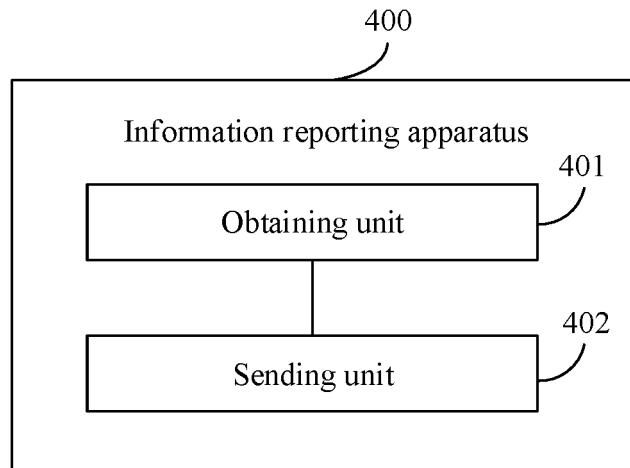 400
Information reporting apparatus
401
Obtaining unit
402
Sending unit